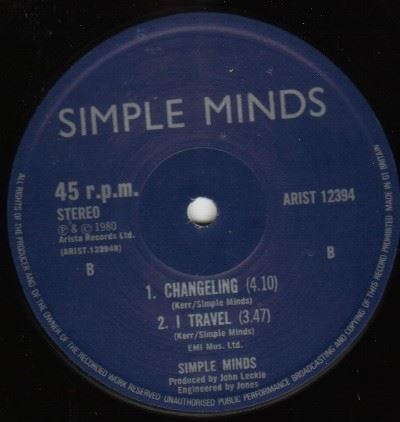 SIMPLE MINDS
45 r.p.m.
STEREO
Ⓟ & © 1980
Arista Records Ltd.
(ARIST.12394B)
B
ARIST 12394
B
1. CHANGELING (4.10)
(Kerr/Simple Minds)
2. I TRAVEL (3.47)
(Kerr/Simple Minds)
EMI Mus. Ltd.
SIMPLE MINDS
Produced by John Leckie
Engineered by Jones
ALL RIGHTS OF THE PRODUCER AND OF THE OWNER OF THE RECORDED WORK RESERVED UNAUTHORISED PUBLIC PERFORMANCE BROADCASTING AND COPYING OF THIS RECORD PROHIBITED MADE IN GT BRITAIN